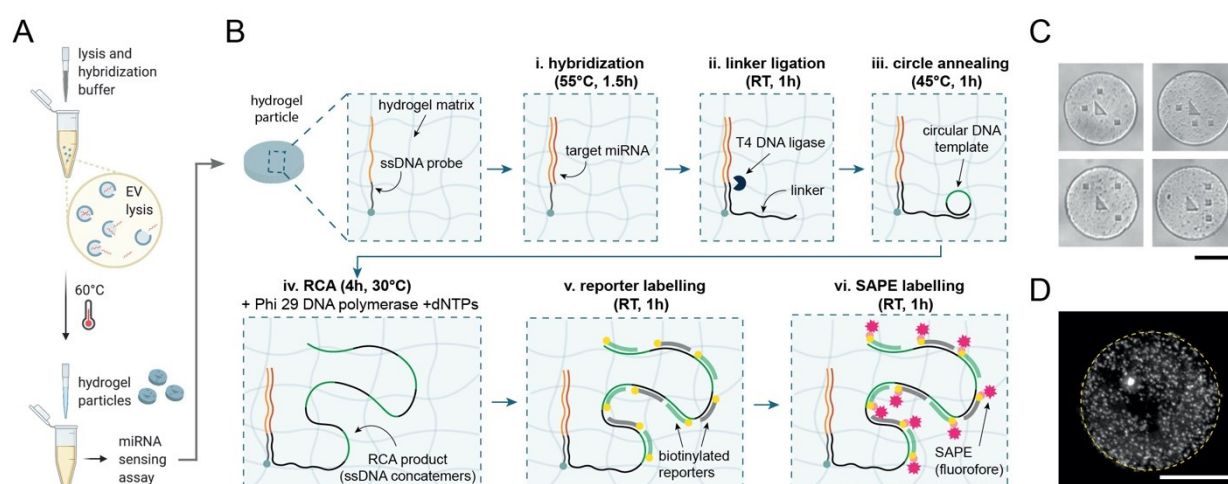 A
lysis and
hybridization
buffer
EV
lysis
60°C
hydrogel
particles
miRNA
sensing
assay
B
hydrogel
particle
hydrogel matrix
ssDNA probe
i. hybridization
(55°C, 1.5h)
target miRNA
ii. linker ligation
(RT, 1h)
T4 DNA ligase
linker
iii. circle annealing
(45°C, 1h)
circular DNA
template
iv. RCA (4h, 30°C)
+ Phi 29 DNA polymerase +dNTPs
RCA product
(ssDNA concatemers)
v. reporter labelling
(RT, 1h)
biotinylated
reporters
vi. SAPE labelling
(RT, 1h)
SAPE
(fluorofore)
C
D